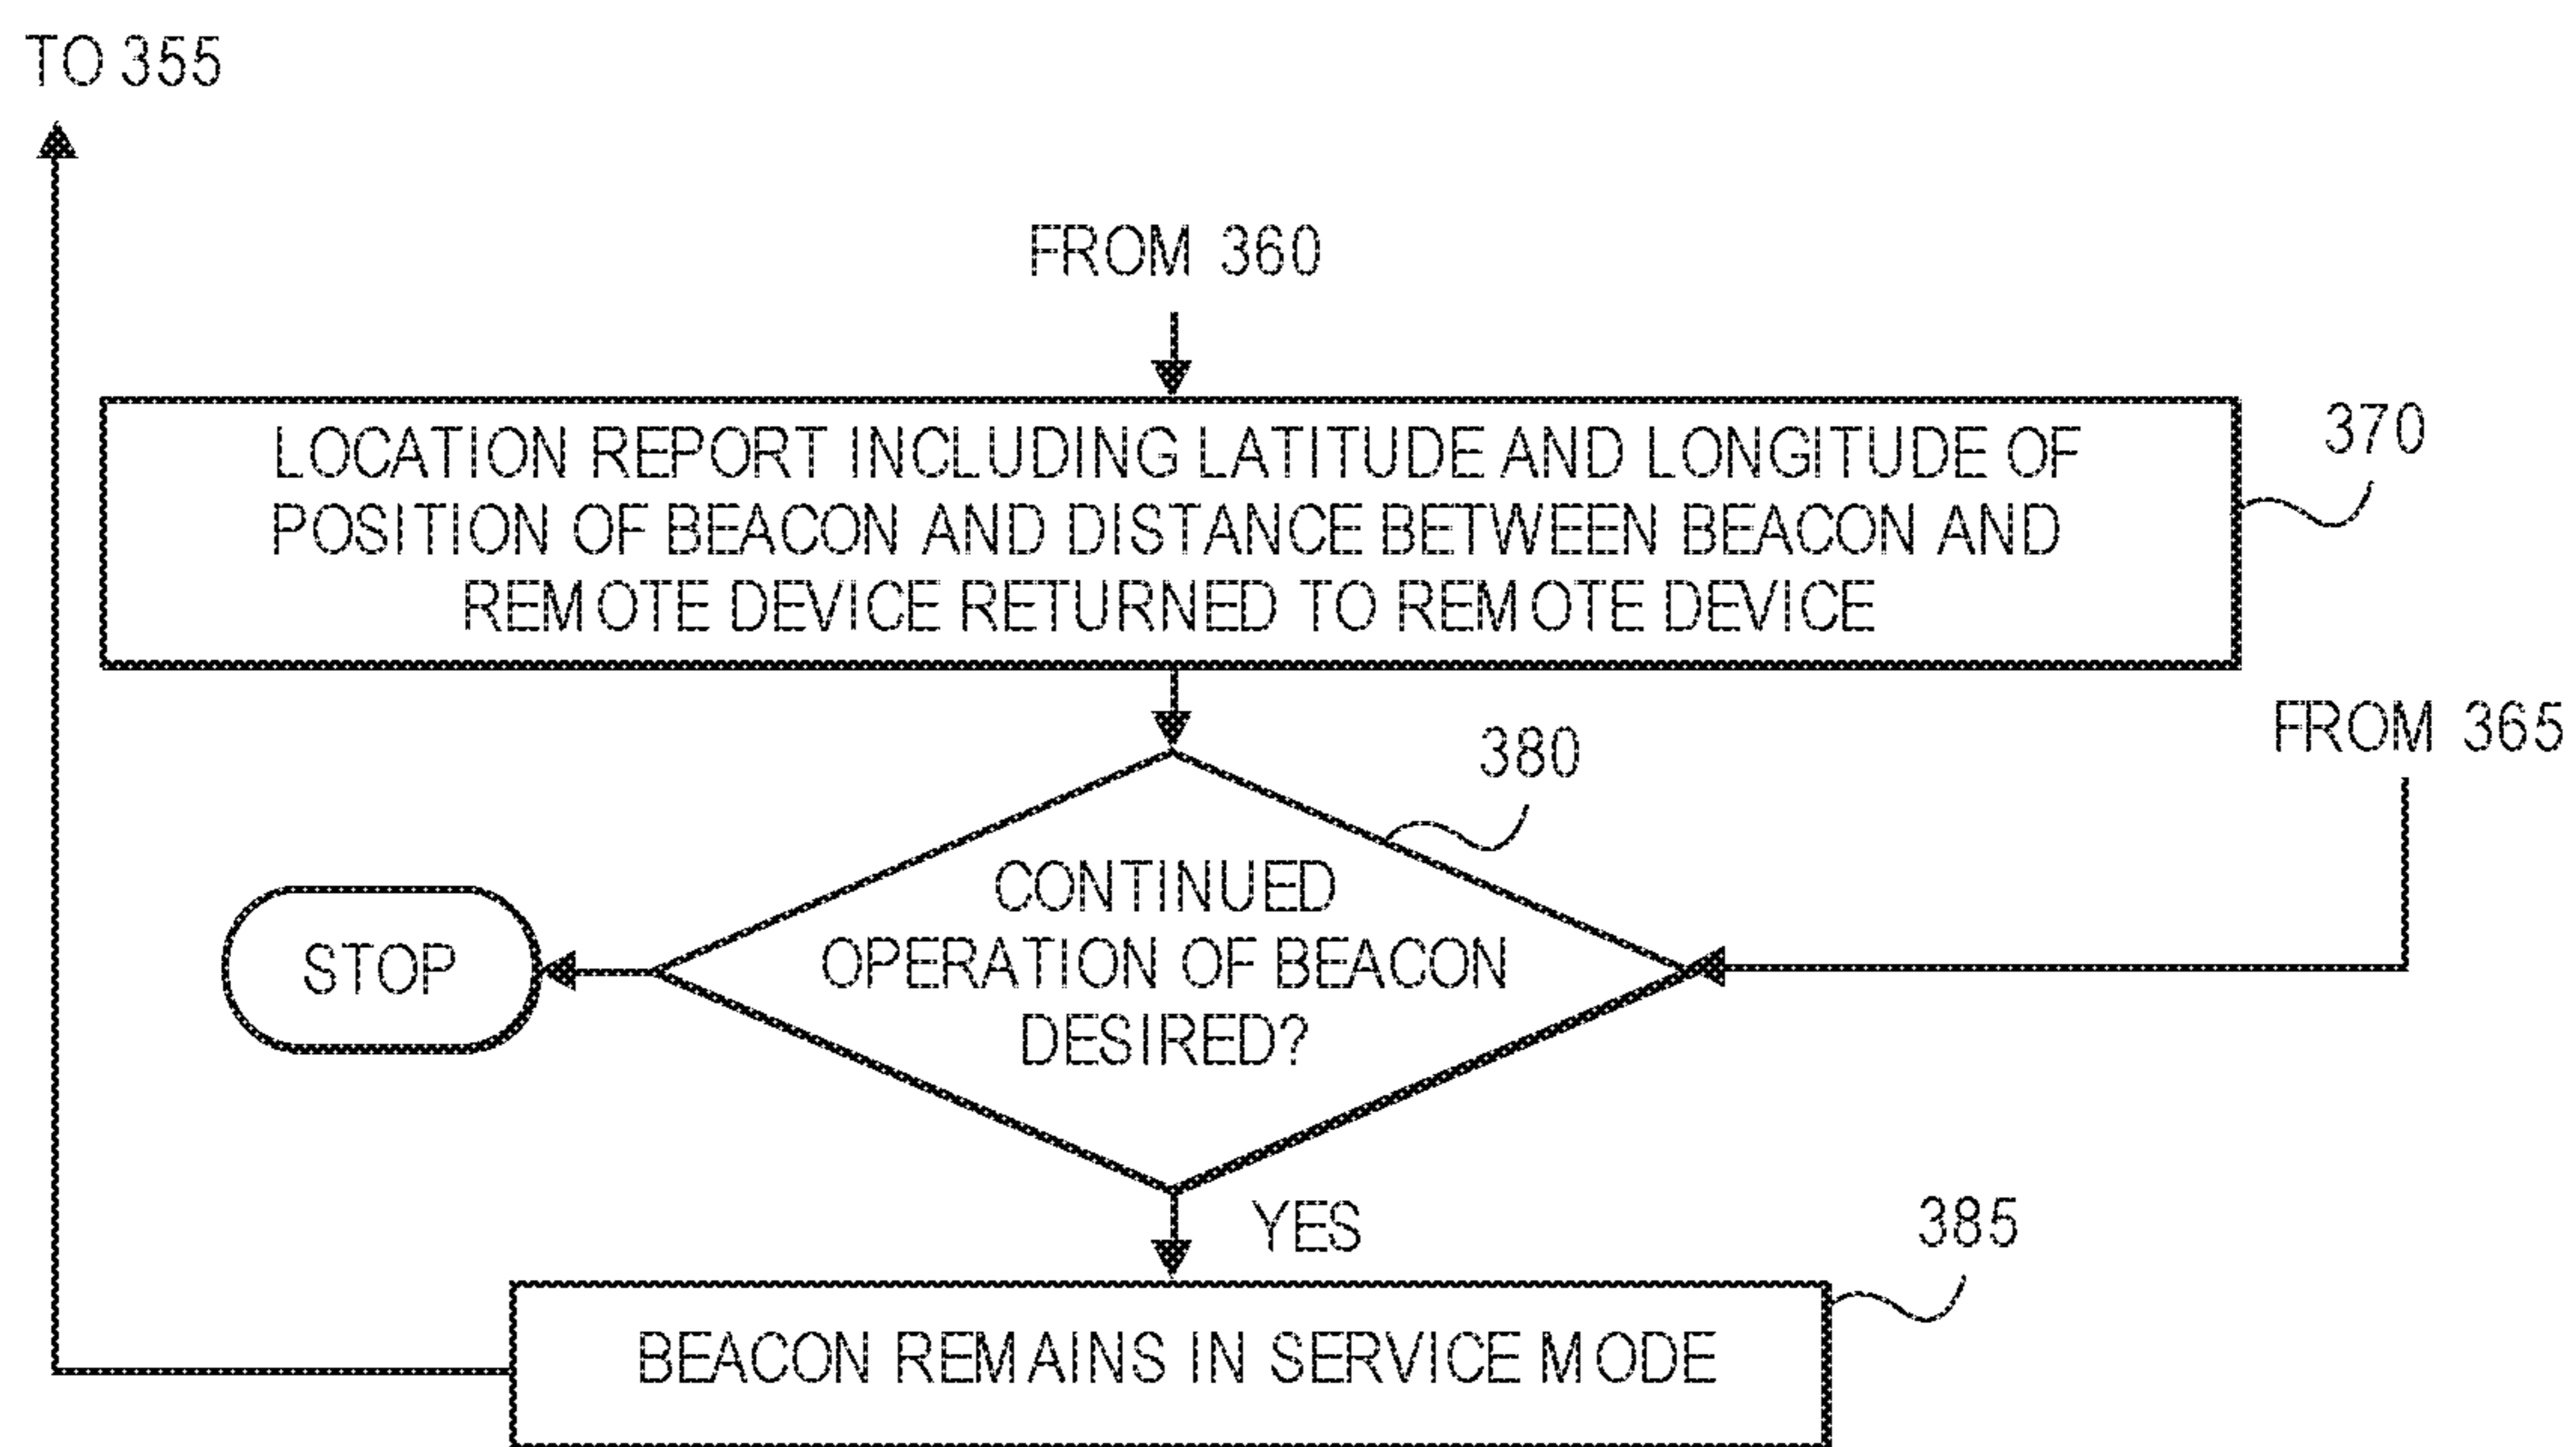 TO 355
FROM 360
LOCATION REPORT INCLUDING LATITUDE AND LONGITUDE OF
POSITION OF BEACON AND DISTANCE BETWEEN BEACON AND
REMOTE DEVICE RETURNED TO REMOTE DEVICE
370
FROM 365
380
CONTINUED
OPERATION OF BEACON
DESIRED?
STOP
YES
385
BEACON REMAINS IN SERVICE MODE